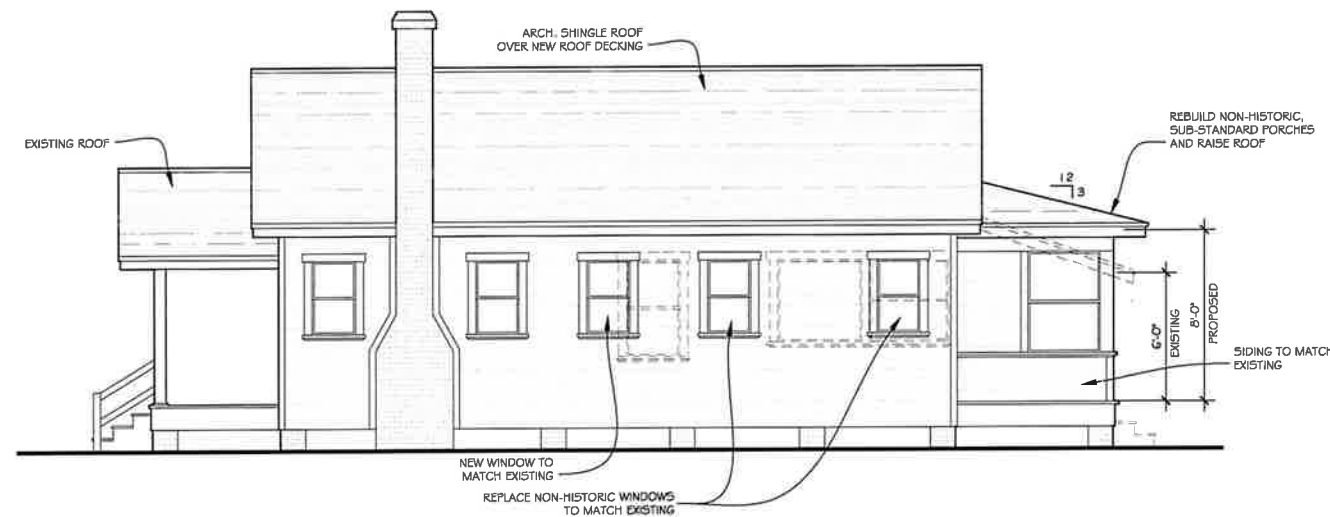 ARCH. SHINGLE ROOF
OVER NEW ROOF DECKING
EXISTING ROOF
REBUILD NON-HISTORIC,
SUB-STANDARD PORCHES
AND RAISE ROOF
12
3
6'-0"
EXISTING
8'-0"
PROPOSED
SIDING TO MATCH
EXISTING
NEW WINDOW TO
MATCH EXISTING
REPLACE NON-HISTORIC WINDOWS
TO MATCH EXISTING